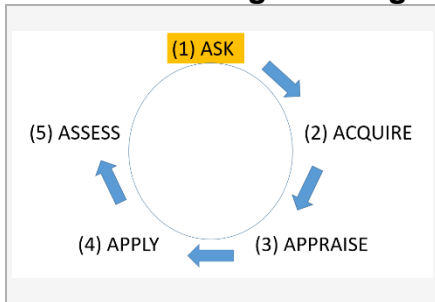 (1) ASK
(2) ACQUIRE
(3) APPRAISE
(4) APPLY
(5) ASSESS